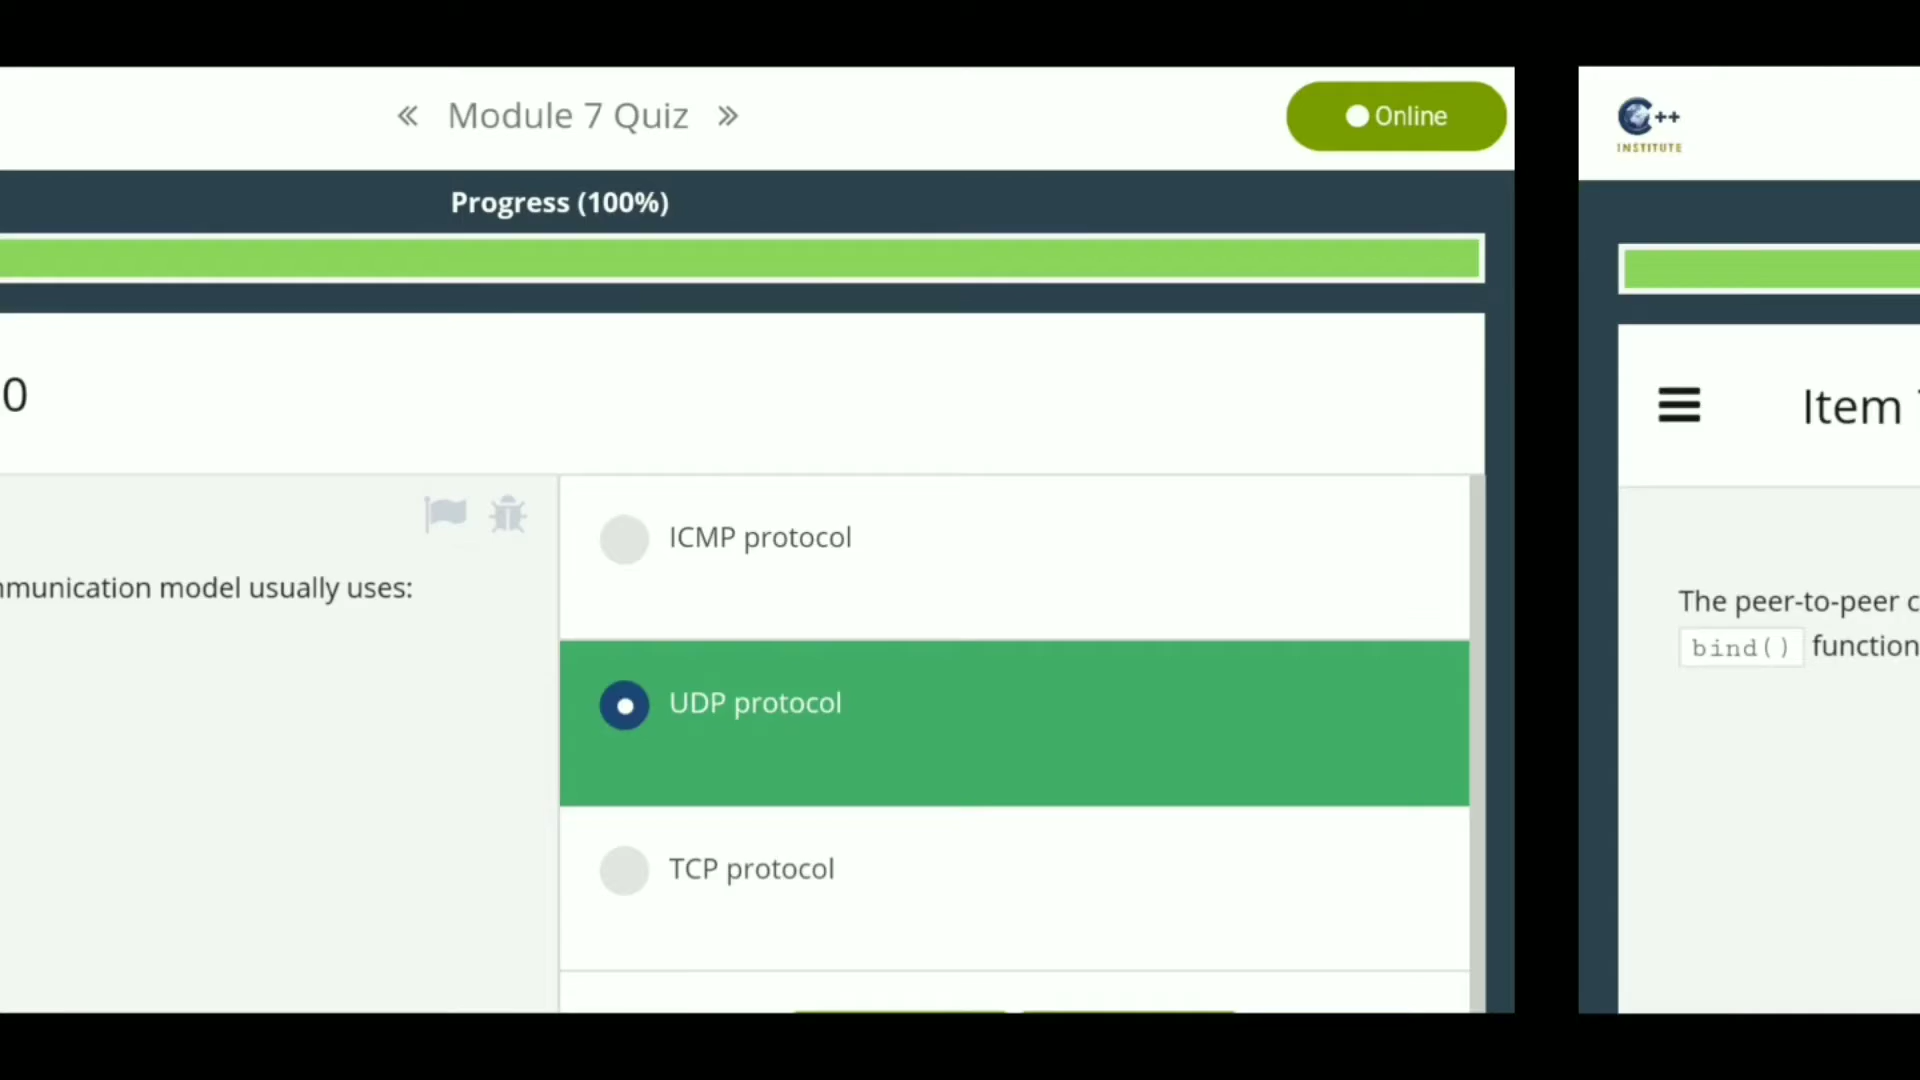 Module 7 Quiz
Online
Progress (100%)
0
mmunication model usually uses:
ICMP protocol
UDP protocol
TCP protocol
C++
INSTITUTE
Item
The peer-to-peer c
bind() function